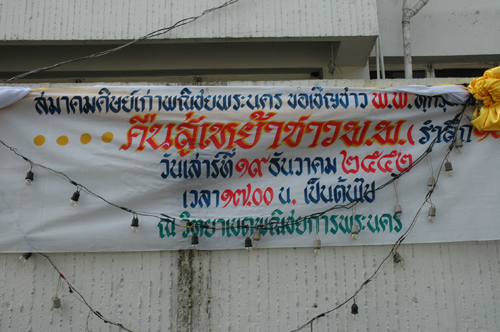 สมาคมศิษย์เก่าพณิชยพระนคร ขอเชิญชาว พ.พ. ทุก
คืนสู่เหย้าชาวพ.พ. (รำลึก
วันเสาร์ที่ ๑๙ ธันวาคม ๒๕๕๒
เวลา ๑๗.๐๐ น. เป็นต้นไป
ณ วิทยาเขตพณิชยการพระนคร